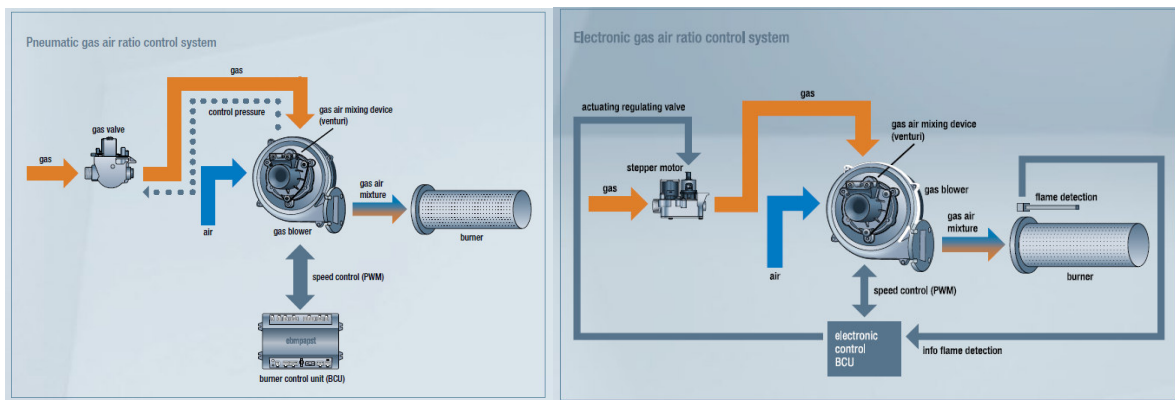 Pneumatic gas air ratio control system
gas
control pressure
gas air mixing device
(venturi)
gas valve
gas
gas air
mixture
air
gas blower
burner
speed control (PWM)
ebmpapst
burner control unit (BCU)
Electronic gas air ratio control system
gas
actuating regulating valve
gas air mixing device
(venturi)
stepper motor
gas
gas blower
flame detection
gas air
mixture
air
burner
speed control (PWM)
electronic
control
BCU
info flame detection